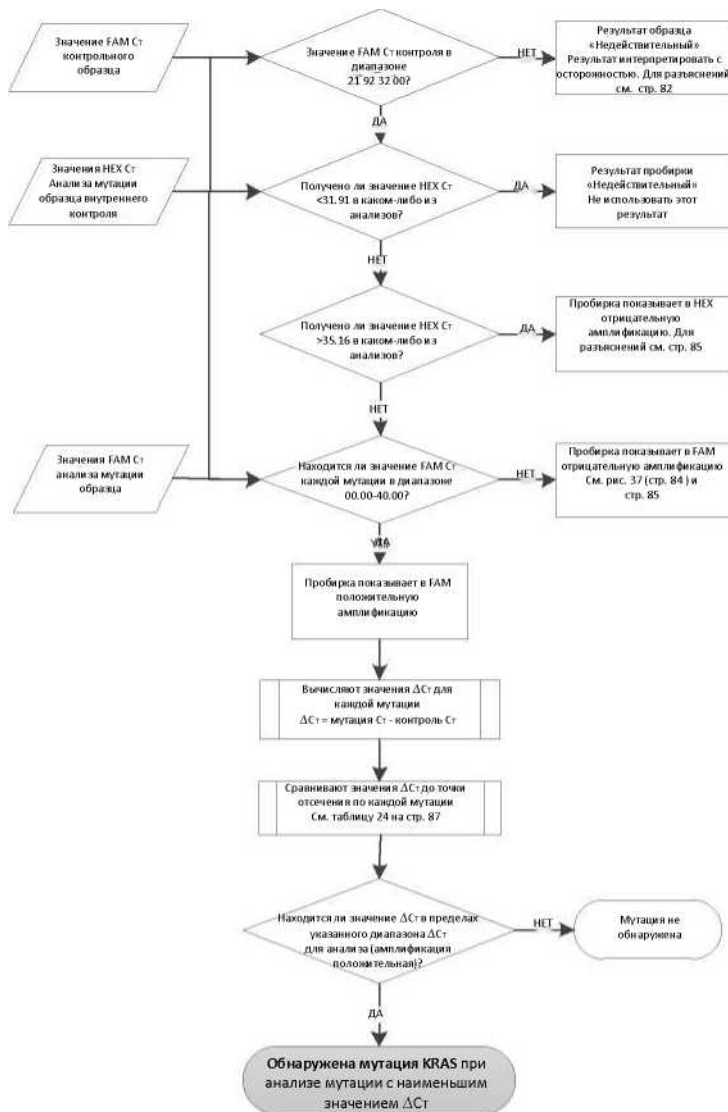 Значение FAM Cт
контрольного
образца
Значение FAM Cт контроля в
диапазоне
21 92 32 00?
НЕТ
Результат образца
«Недействительный»
Результат интерпретировать с
осторожностью. Для разъяснений
см. стр. 82
ДА
Значения HEX Cт
Анализа мутации
образца внутреннего
контроля
Получено ли значение HEX Cт
<31.91 в каком-либо из
анализов?
ДА
Результат пробирки
«Недействительный»
Не использовать этот
результат
НЕТ
Получено ли значение HEX Cт
>35.16 в каком-либо из
анализов?
ДА
Пробирка показывает в HEX
отрицательную
амплификацию. Для
разъяснений см. стр. 85
НЕТ
Значения FAM Cт
анализа мутации
образца
Находится ли значение FAM Cт
каждой мутации в диапазоне
00.00-40.00?
НЕТ
Пробирка показывает в FAM
отрицательную амплификацию
См. рис. 37 (стр. 84 ) и
стр. 85
ДА
Пробирка показывает в FAM
положительную
амплификацию
Вычисляют значения ΔCт для
каждой мутации
ΔCт = мутация Cт - контроль Cт
Сравнивают значения ΔCт до точки
отсечения по каждой мутации
См. таблицу 24 на стр. 87
Находится ли значение ΔCт в пределах
указанного диапазона ΔCт
для анализа (амплификация
положительная)?
НЕТ
Мутация не
обнаружена
ДА
Обнаружена мутация KRAS при
анализе мутации с наименьшим
значением ΔCт